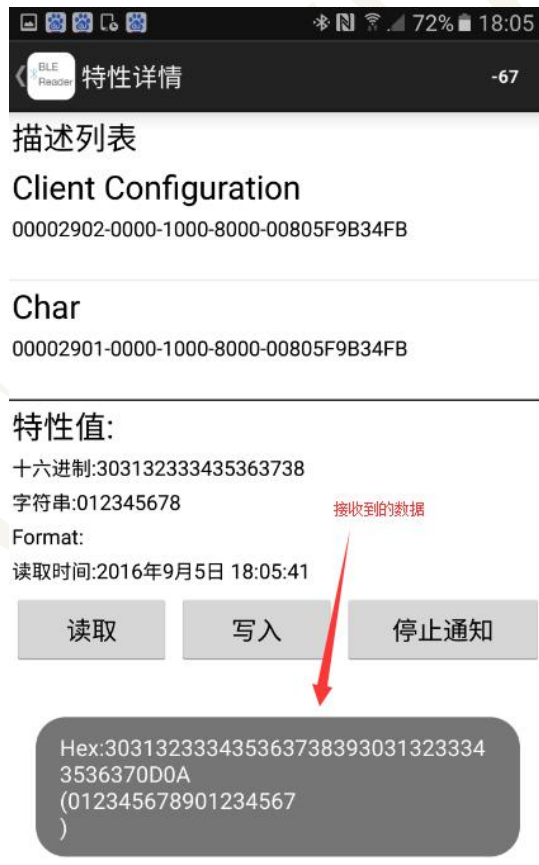 72% 18:05
BLE
Reader
特性详情
-67
描述列表
Client Configuration
00002902-0000-1000-8000-00805F9B34FB
Char
00002901-0000-1000-8000-00805F9B34FB
特性值:
十六进制:303132333435363738
字符串:012345678
接收到的数据
Format:
读取时间:2016年9月5日 18:05:41
读取
写入
停止通知
Hex:303132333435363738393031323334
3536370D0A
(012345678901234567
)